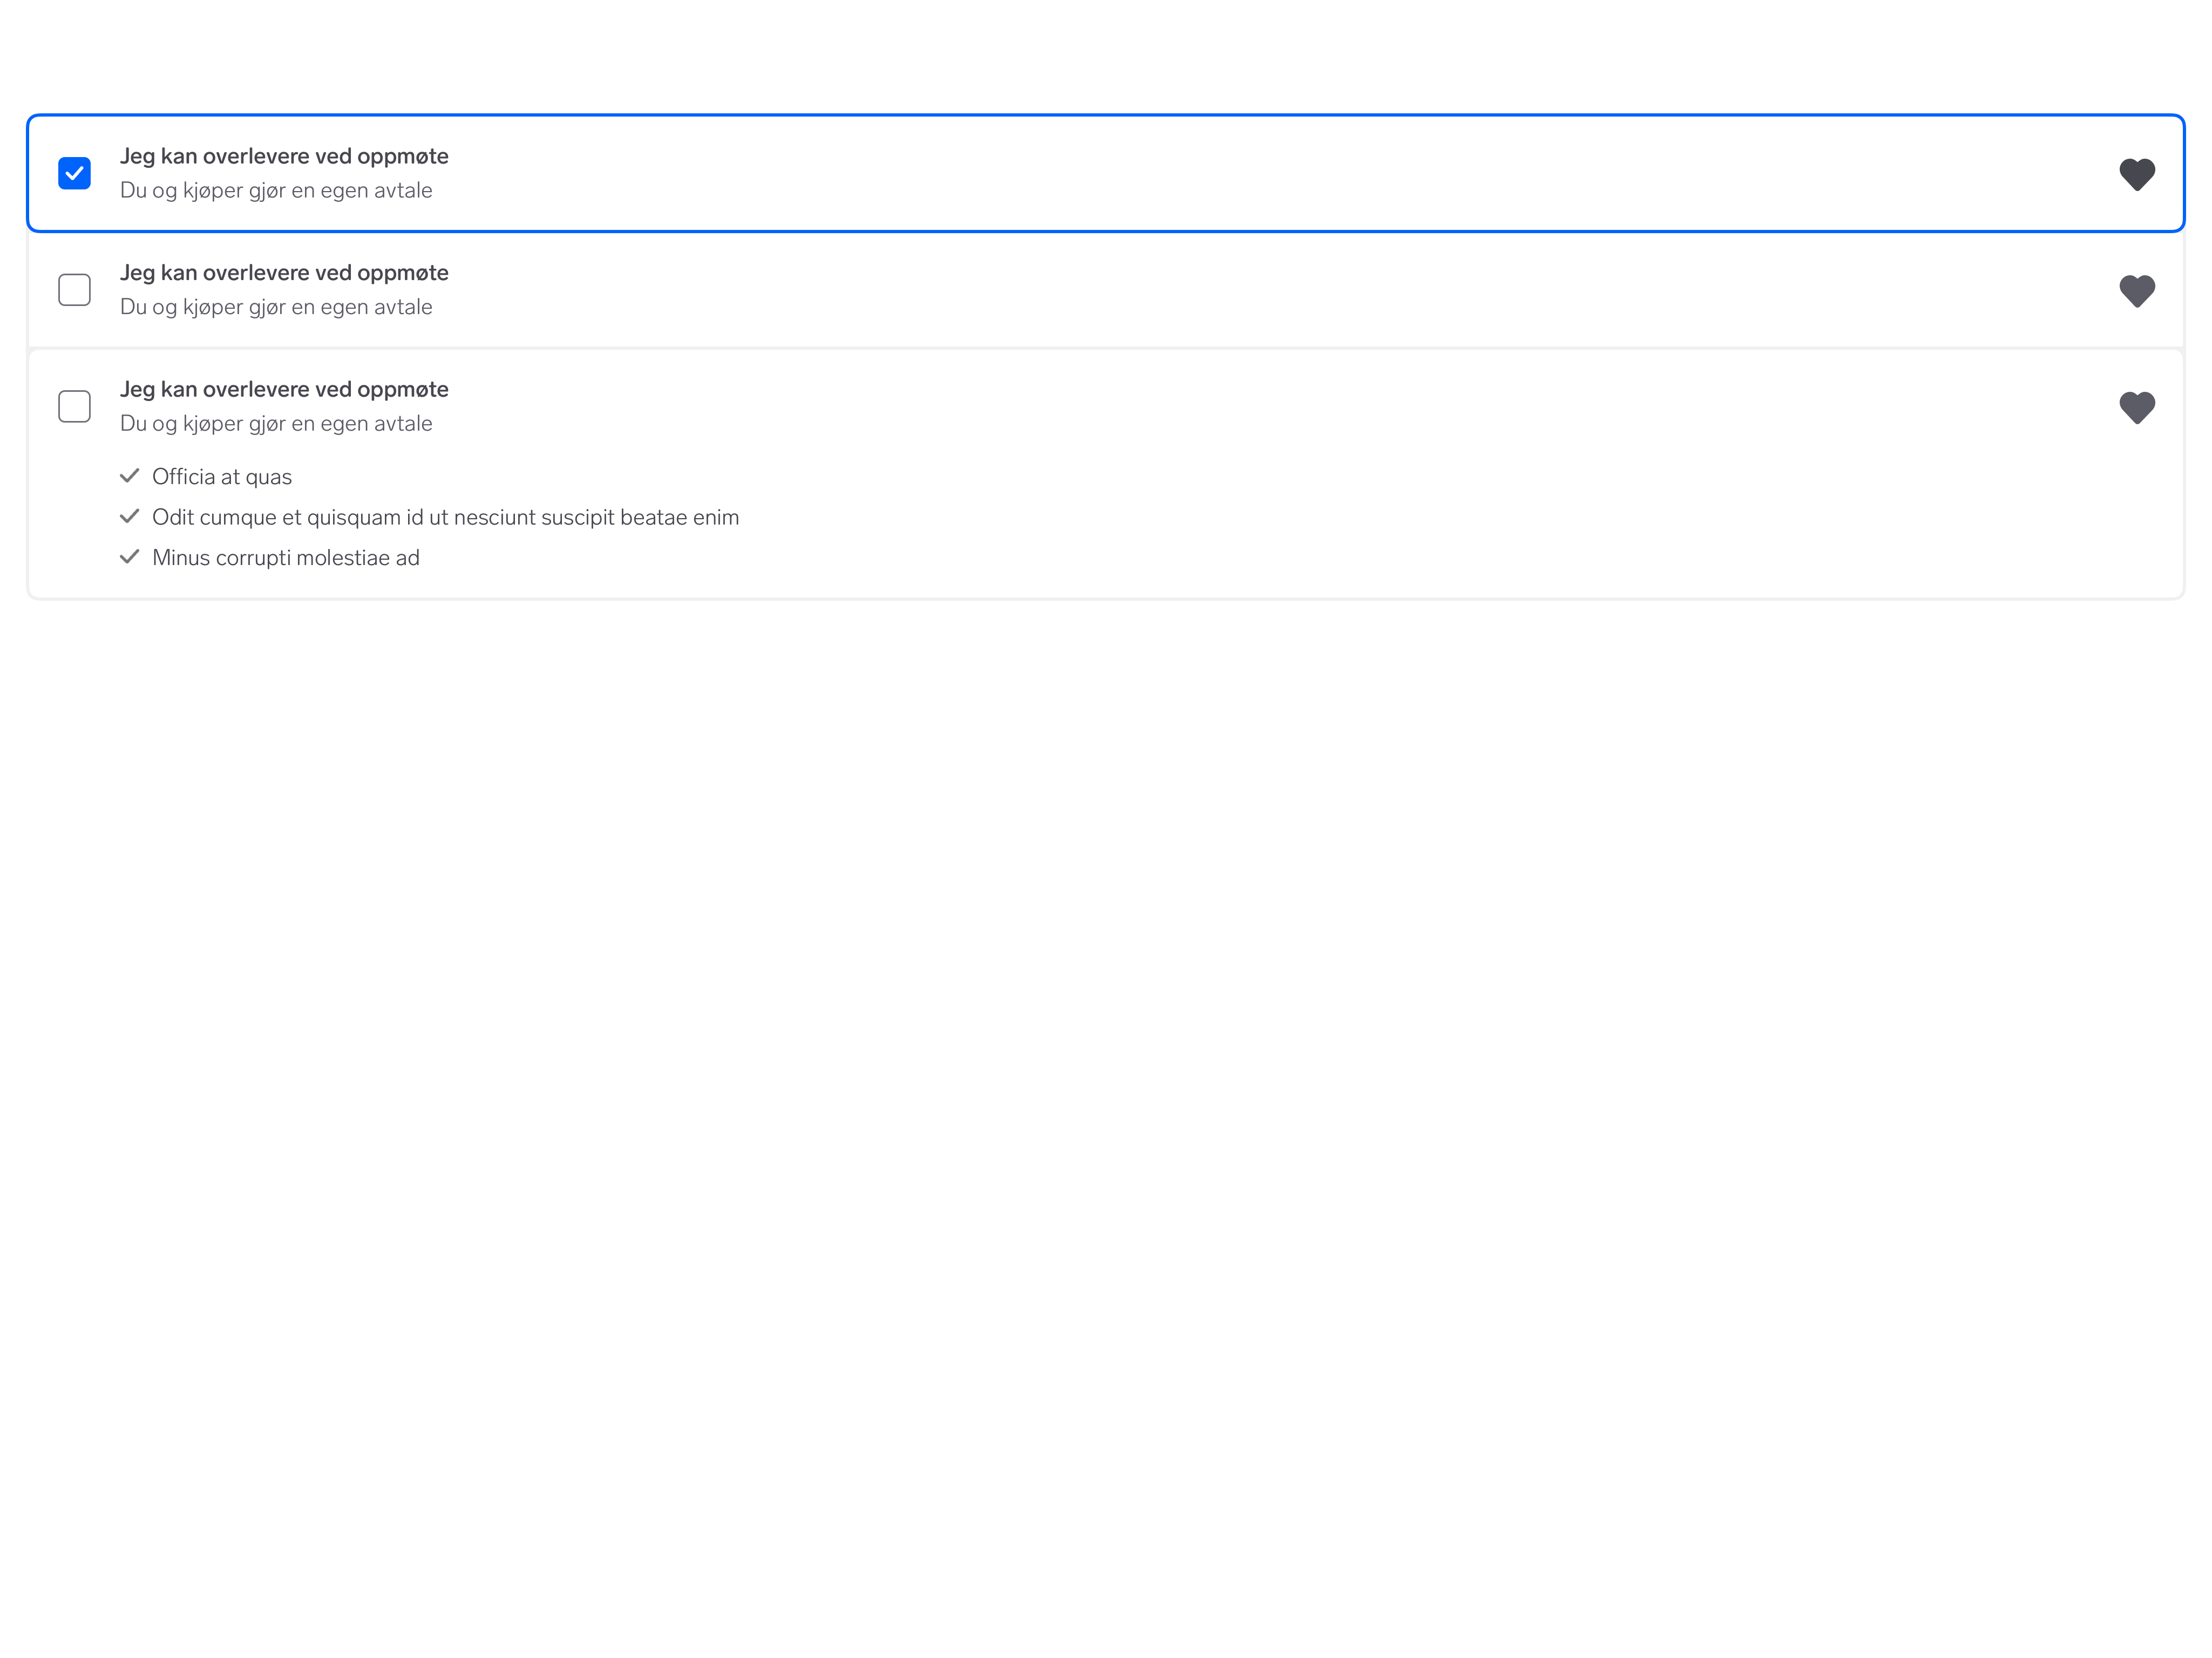 Jeg kan overlevere ved oppmøte
Du og kjøper gjør en egen avtale
Jeg kan overlevere ved oppmøte
Du og kjøper gjør en egen avtale
Jeg kan overlevere ved oppmøte
Du og kjøper gjør en egen avtale
Officia at quas
Odit cumque et quisquam id ut nesciunt suscipit beatae enim
Minus corrupti molestiae ad